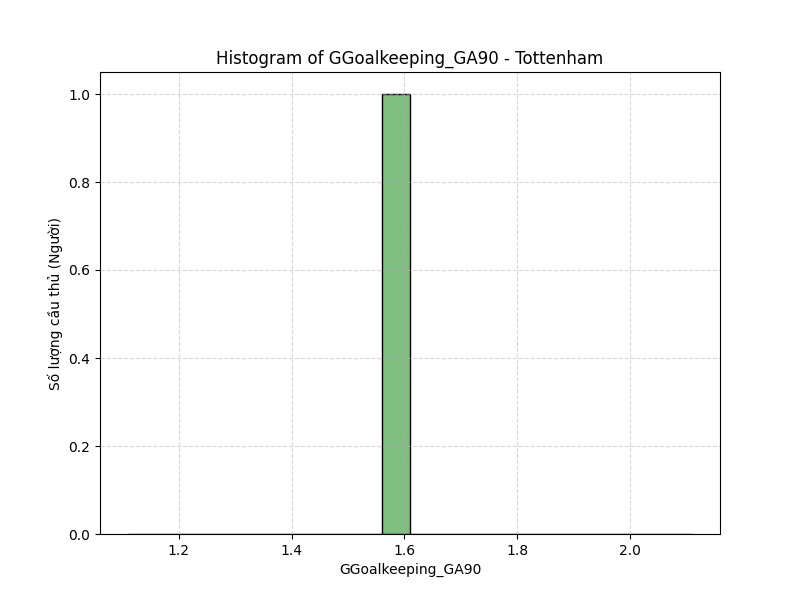 Histogram of GGoalkeeping_GA90 - Tottenham
Số lượng cầu thủ (Người)
1.0
0.8
0.6
0.4
0.2
0.0
1.2 1.4 1.6 1.8 2.0
GGoalkeeping_GA90